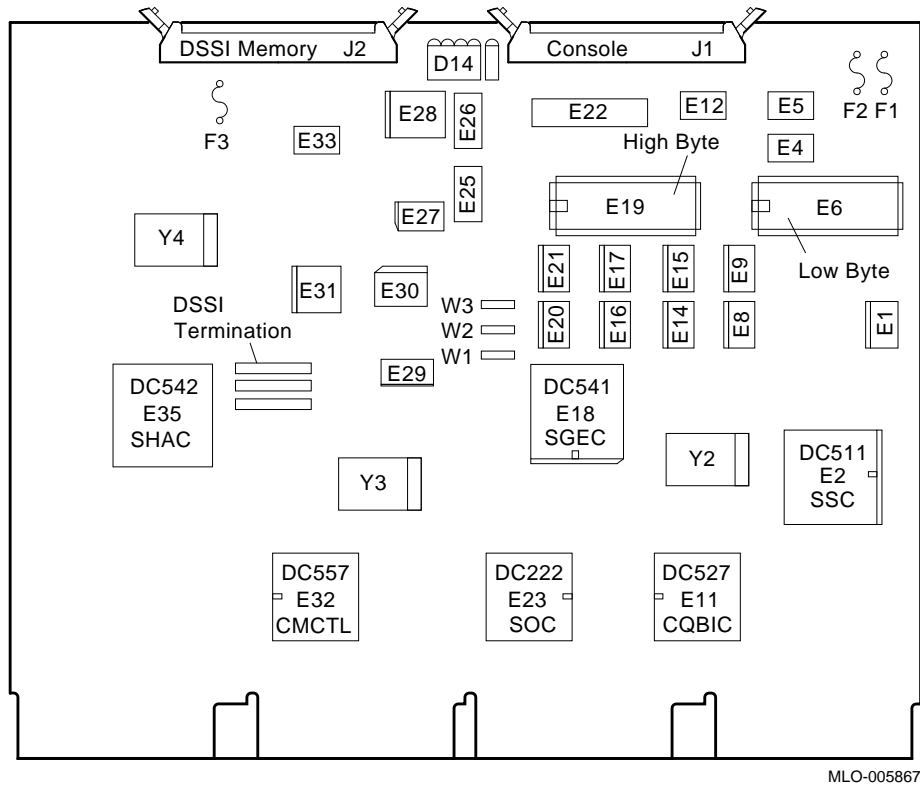 DSSI Memory J2
Console J1
D14
F3
E33
E28
E26
E22
E12
E5
F2 F1
E4
High Byte
E25
E27
E19
E6
Low Byte
Y4
E31
E30
E21
E17
E15
E9
DSSI
Termination
W3
W2
W1
E20
E16
E14
E8
E1
E29
DC542
E35
SHAC
DC541
E18
SGEC
Y3
Y2
DC511
E2
SSC
DC557
E32
CMCTL
DC222
E23
SOC
DC527
E11
CQBIC
MLO-005867